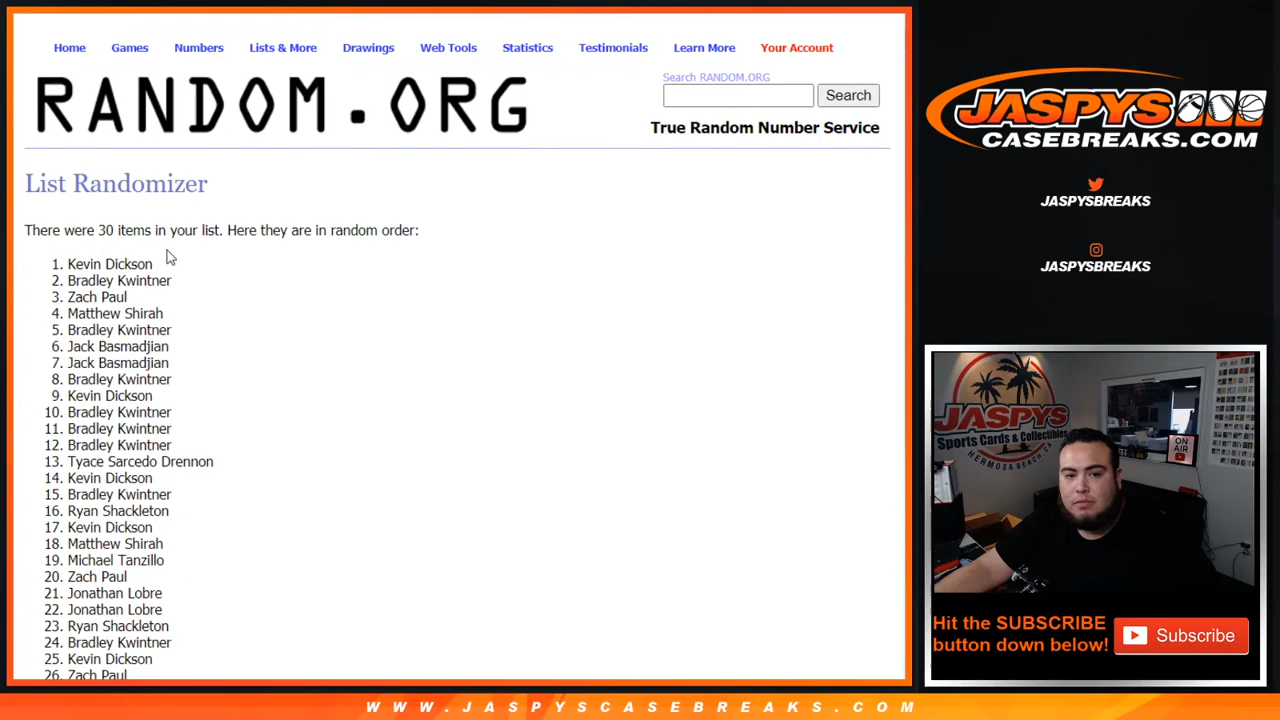 Home Games Numbers Lists & More Drawings Web Tools Statistics Testimonials Learn More Your Account
RANDOM.ORG
Search RANDOM.ORG
Search
True Random Number Service
List Randomizer
There were 30 items in your list. Here they are in random order:
1. Kevin Dickson
2. Bradley Kwintner
3. Zach Paul
4. Matthew Shirah
5. Bradley Kwintner
6. Jack Basmadjian
7. Jack Basmadjian
8. Bradley Kwintner
9. Kevin Dickson
10. Bradley Kwintner
11. Bradley Kwintner
12. Bradley Kwintner
13. Tyace Sarcedo Drennon
14. Kevin Dickson
15. Bradley Kwintner
16. Ryan Shackleton
17. Kevin Dickson
18. Matthew Shirah
19. Michael Tanzillo
20. Zach Paul
21. Jonathan Lobre
22. Jonathan Lobre
23. Ryan Shackleton
24. Bradley Kwintner
25. Kevin Dickson
26. Zach Paul
JASPYS
CASEBREAKS.COM
JASPYSBREAKS
JASPYSBREAKS
JASPYS
Sports Cards & Collectibles
HERMOSA BEACH, CA
ON AIR
Hit the SUBSCRIBE
button down below!
Subscribe
WWW.JASPYSCASEBREAKS.COM